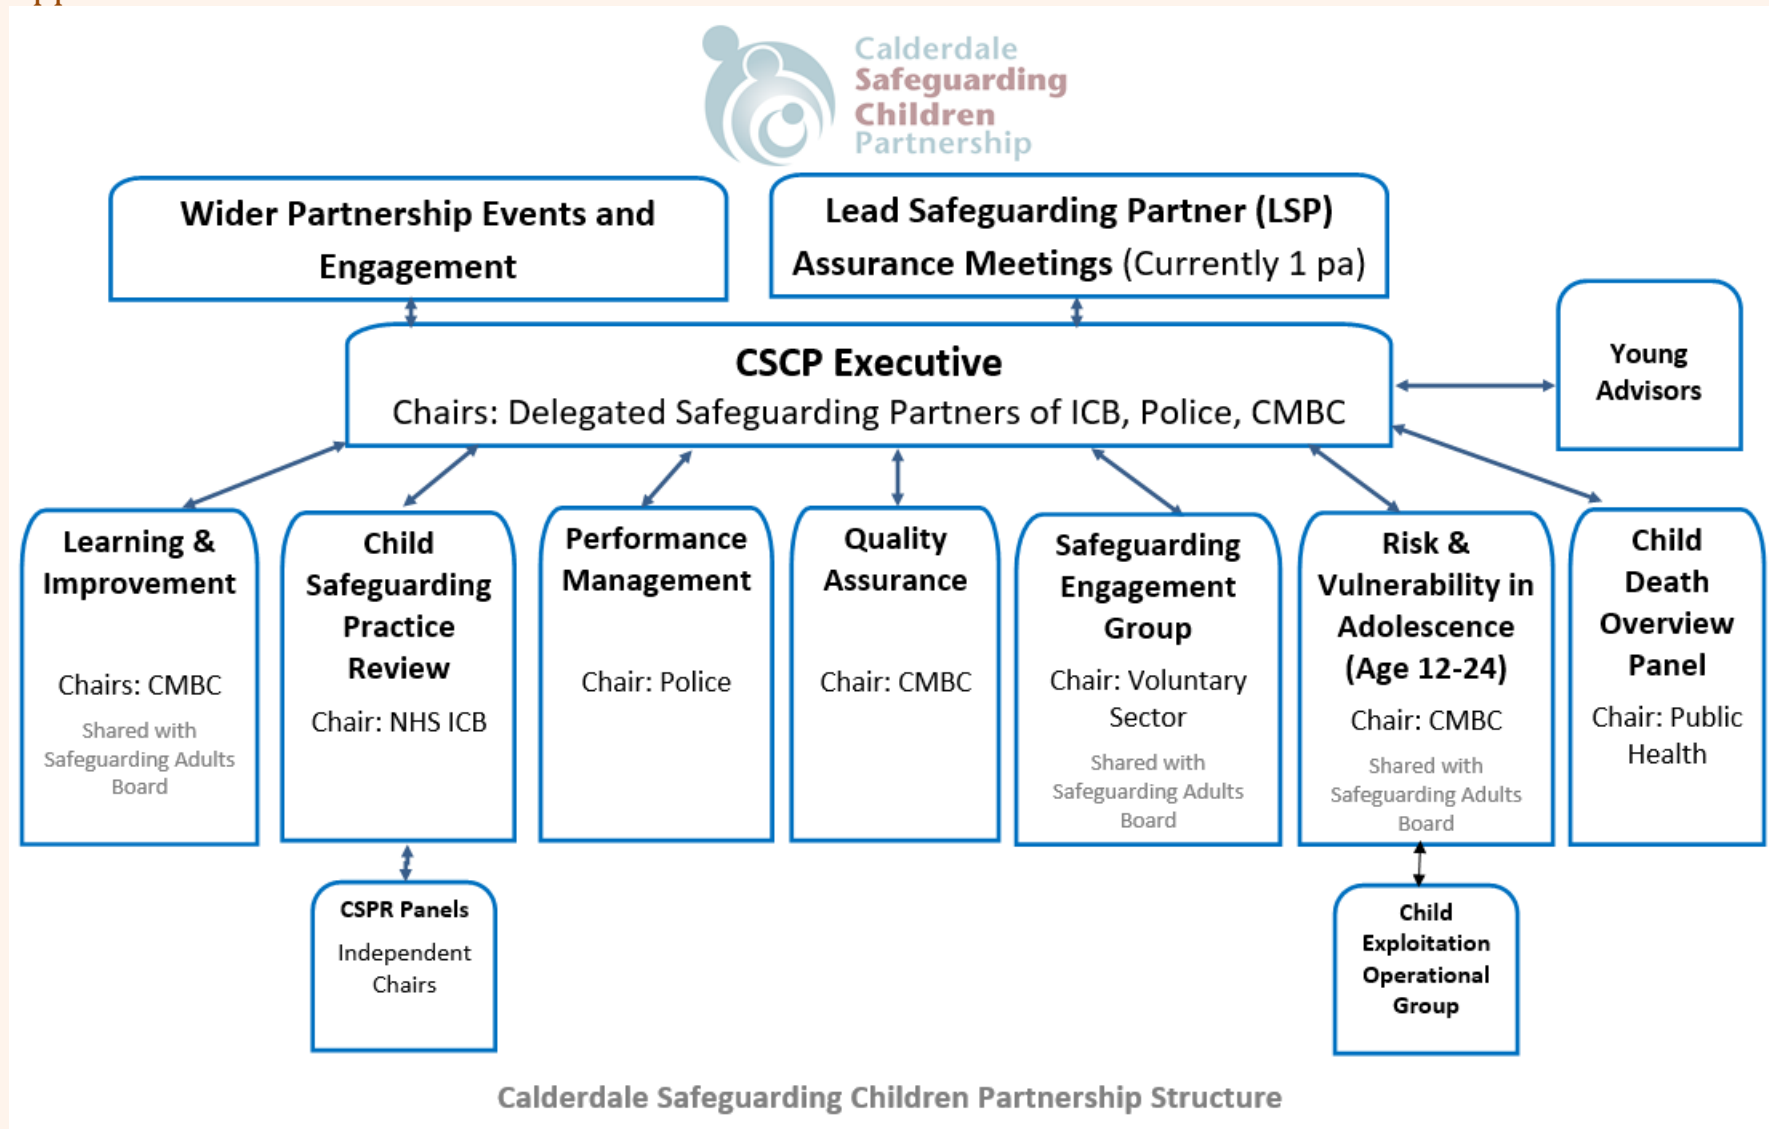 Calderdale
Safeguarding
Children
Partnership
Wider Partnership Events and
Engagement
Lead Safeguarding Partner (LSP)
Assurance Meetings (Currently 1 pa)
CSCP Executive
Chairs: Delegated Safeguarding Partners of ICB, Police, CMBC
Young
Advisors
Learning &
Improvement
Chairs: CMBC
Shared with
Safeguarding Adults
Board
Child
Safeguarding
Practice
Review
Chair: NHS ICB
Performance
Management
Chair: Police
Quality
Assurance
Chair: CMBC
Safeguarding
Engagement
Group
Chair: Voluntary
Sector
Shared with
Safeguarding Adults
Board
Risk &
Vulnerability in
Adolescence
(Age 12-24)
Chair: CMBC
Shared with
Safeguarding Adults
Board
Child
Death
Overview
Panel
Chair: Public
Health
CSPR Panels
Independent
Chairs
Child
Exploitation
Operational
Group
Calderdale Safeguarding Children Partnership Structure